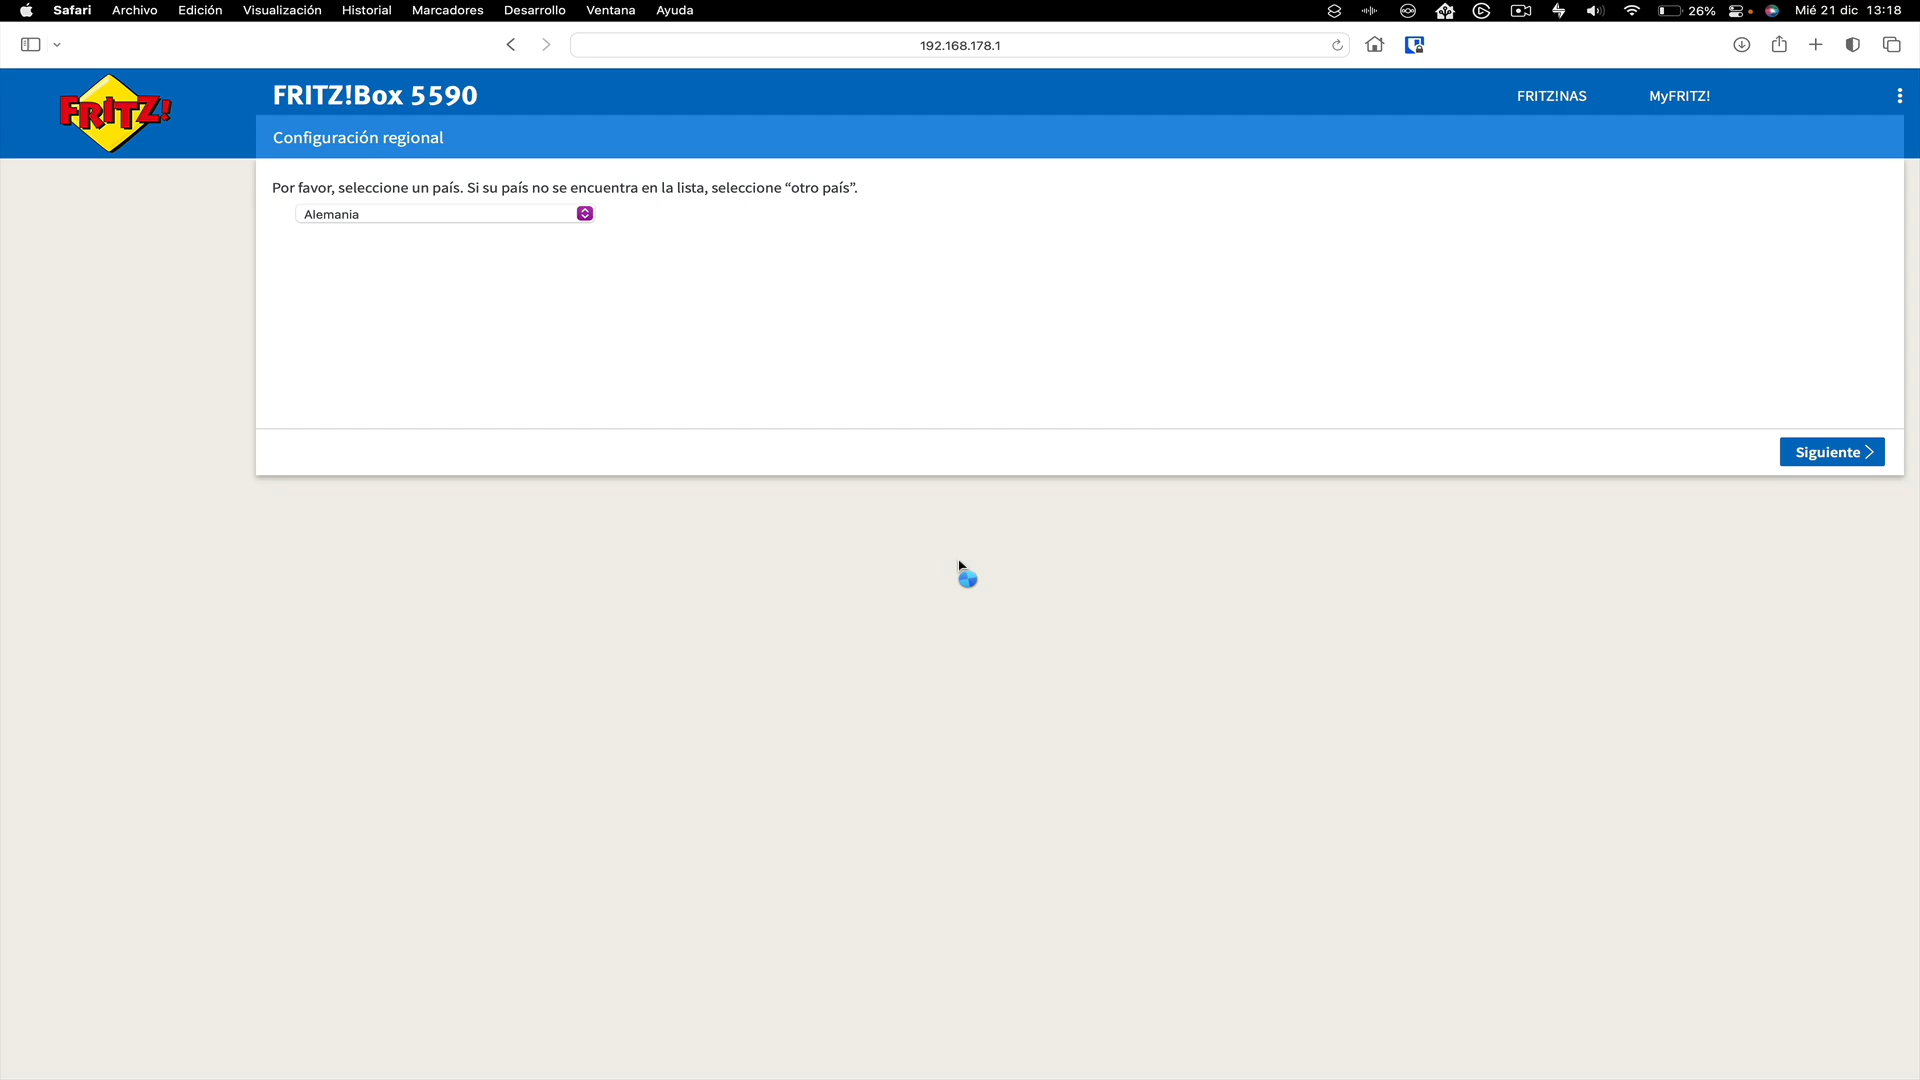 Safari Archivo Edición Visualización Historial Marcadores Desarrollo Ventana Ayuda 26% Mié 21 dic 13:18
192.168.178.1
FRITZ!
FRITZ!Box 5590
FRITZ!NAS MyFRITZ!
Configuración regional
Por favor, seleccione un país. Si su país no se encuentra en la lista, seleccione “otro país”.
Alemania
Siguiente